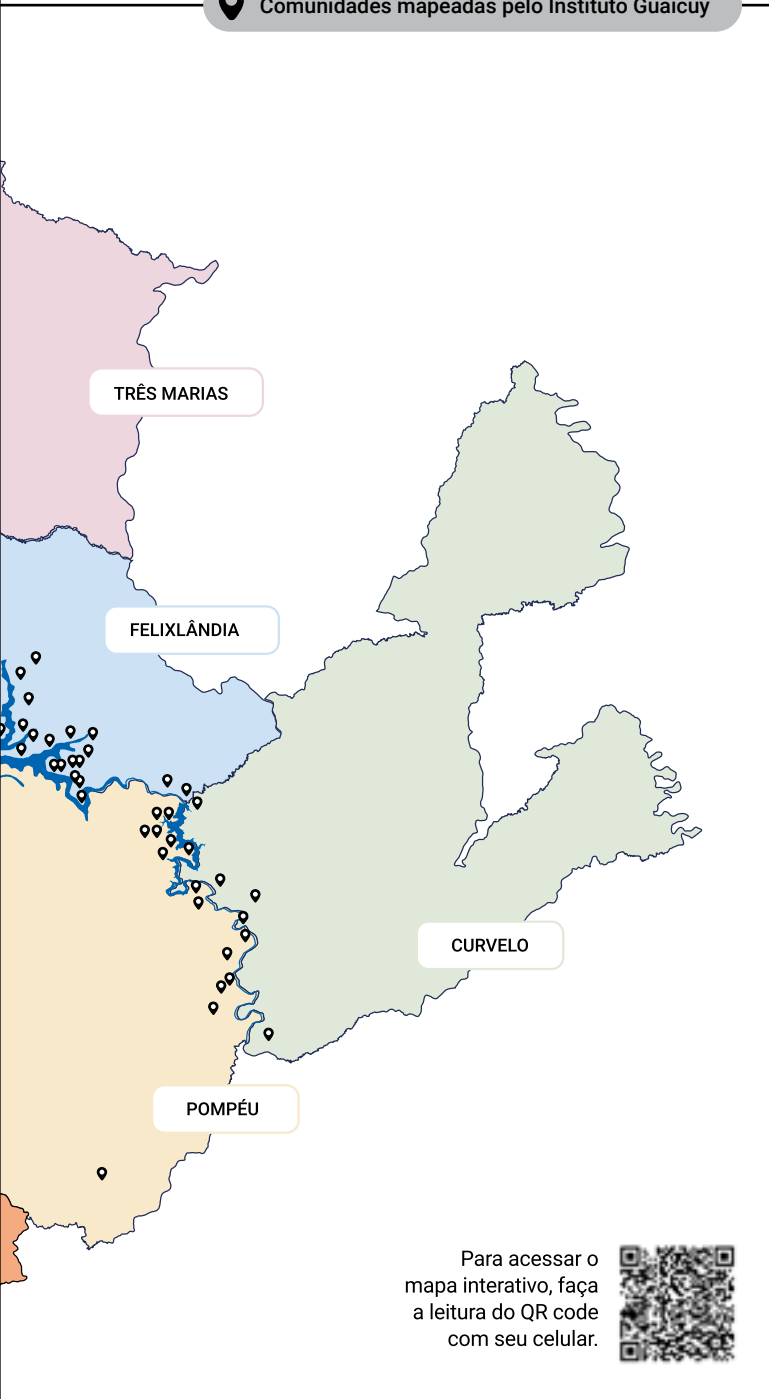 Comunidades mapeadas pelo Instituto Guaicuy
TRÊS MARIAS
FELIXLÂNDIA
CURVELO
POMPÉU
Para acessar o
mapa interativo, faça
a leitura do QR code
com seu celular.